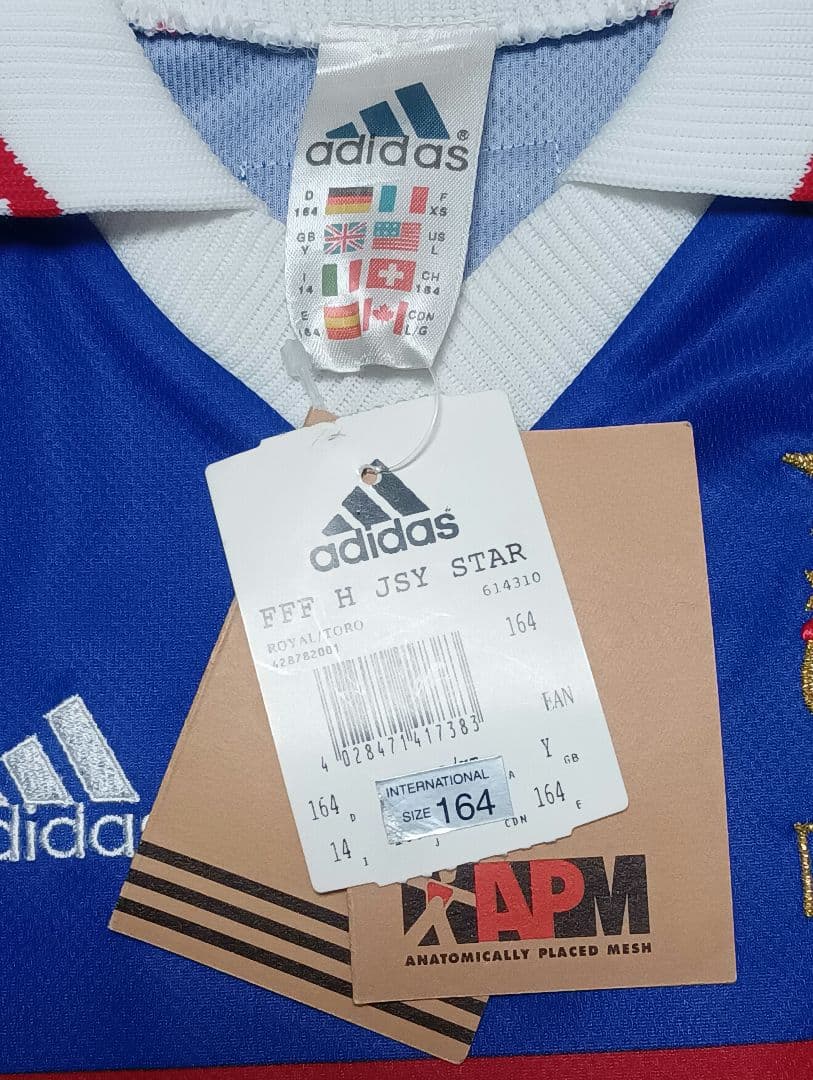 adidas®
D 164 F XS
GB Y US L
I 14 CH 164
E 164 CDN L/G
adidas
FFF H JSY STAR
614310
ROYAL/TORO
428782001
164
4 028471 417383
EAN
Y GB
164 D
INTERNATIONAL
SIZE 164
A
164 E
14 I
J
CDN
adidas
APM
ANATOMICALLY PLACED MESH